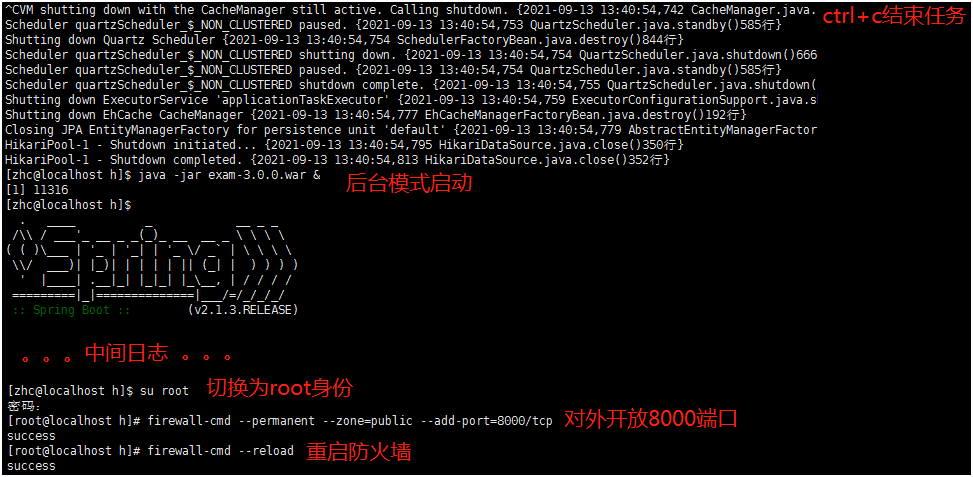 ^CVM shutting down with the CacheManager still active. Calling shutdown. {2021-09-13 13:40:54,742 CacheManager.java.
ctrl+c结束任务
Scheduler quartzScheduler_$_NON_CLUSTERED paused. {2021-09-13 13:40:54,753 QuartzScheduler.java.standby()585行}
Shutting down Quartz Scheduler {2021-09-13 13:40:54,754 SchedulerFactoryBean.java.destroy()844行}
Scheduler quartzScheduler_$_NON_CLUSTERED shutting down. {2021-09-13 13:40:54,754 QuartzScheduler.java.shutdown()666
Scheduler quartzScheduler_$_NON_CLUSTERED paused. {2021-09-13 13:40:54,754 QuartzScheduler.java.standby()585行}
Scheduler quartzScheduler_$_NON_CLUSTERED shutdown complete. {2021-09-13 13:40:54,755 QuartzScheduler.java.shutdown(
Shutting down ExecutorService 'applicationTaskExecutor' {2021-09-13 13:40:54,759 ExecutorConfigurationSupport.java.s
Shutting down EhCache CacheManager {2021-09-13 13:40:54,777 EhCacheManagerFactoryBean.java.destroy()192行}
Closing JPA EntityManagerFactory for persistence unit 'default' {2021-09-13 13:40:54,779 AbstractEntityManagerFactor
HikariPool-1 - Shutdown initiated... {2021-09-13 13:40:54,795 HikariDataSource.java.close()350行}
HikariPool-1 - Shutdown completed. {2021-09-13 13:40:54,813 HikariDataSource.java.close()352行}
[zhc@localhost h]$ java -jar exam-3.0.0.war &
后台模式启动
[1] 11316
[zhc@localhost h]$
Spring
:: Spring Boot :: (v2.1.3.RELEASE)
。。。中间日志 。。。
[zhc@localhost h]$ su root 切换为root身份
密码:
[root@localhost h]# firewall-cmd --permanent --zone=public --add-port=8000/tcp 对外开放8000端口
success
[root@localhost h]# firewall-cmd --reload 重启防火墙
success